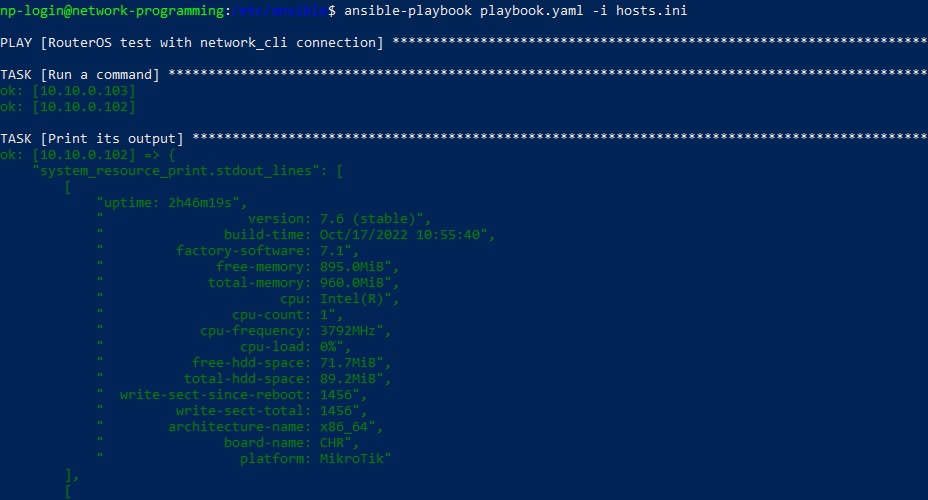 np-login@network-programming:/etc/ansible$ ansible-playbook playbook.yaml -i hosts.ini
PLAY [RouterOS test with network_cli connection] *******************************************************************
TASK [Run a command] ***********************************************************************************************
ok: [10.10.0.103]
ok: [10.10.0.102]
TASK [Print its output] ********************************************************************************************
ok: [10.10.0.102] => {
    "system_resource_print.stdout_lines": [
        [
            "uptime: 2h46m19s",
            "                  version: 7.6 (stable)",
            "               build-time: Oct/17/2022 10:55:40",
            "         factory-software: 7.1",
            "              free-memory: 895.0MiB",
            "             total-memory: 960.0MiB",
            "                      cpu: Intel(R)",
            "                cpu-count: 1",
            "            cpu-frequency: 3792MHz",
            "                 cpu-load: 0%",
            "           free-hdd-space: 71.7MiB",
            "          total-hdd-space: 89.2MiB",
            "  write-sect-since-reboot: 1456",
            "         write-sect-total: 1456",
            "        architecture-name: x86_64",
            "               board-name: CHR",
            "                 platform: MikroTik"
        ],
        [